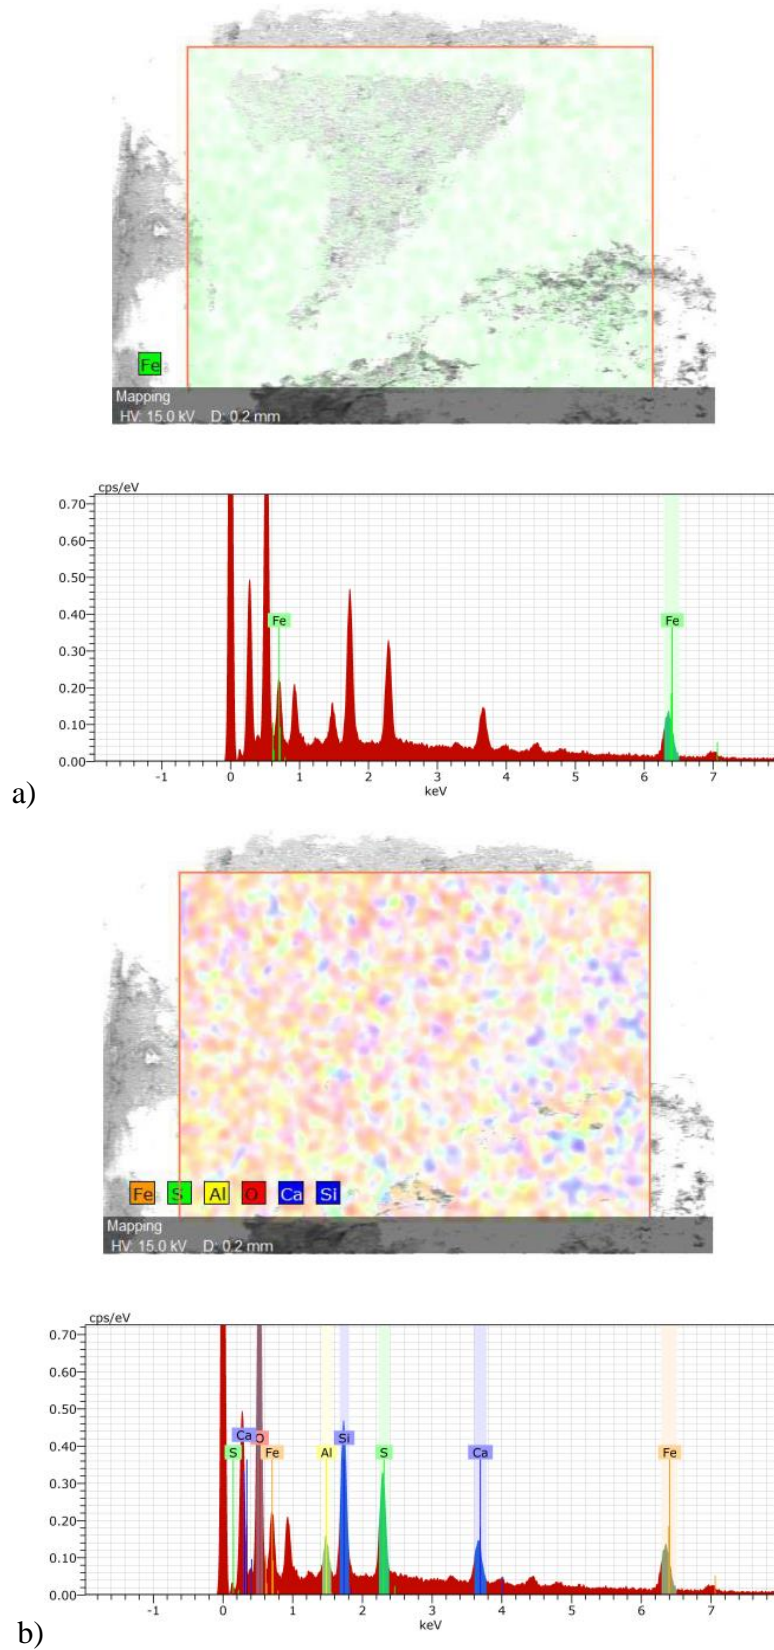 Fe
Mapping
HV: 15.0 kV D: 0.2 mm
cps/eV
0.70
0.60
0.50
0.40
0.30
0.20
0.10
0.00
Fe
Fe
-1 0 1 2 3 4 5 6 7
keV
a)
Fe S Al O Ca Si
Mapping
HV: 15.0 kV D: 0.2 mm
cps/eV
0.70
0.60
0.50
0.40
0.30
0.20
0.10
0.00
S Ca O Fe Al Si S Ca Fe
-1 0 1 2 3 4 5 6 7
keV
b)